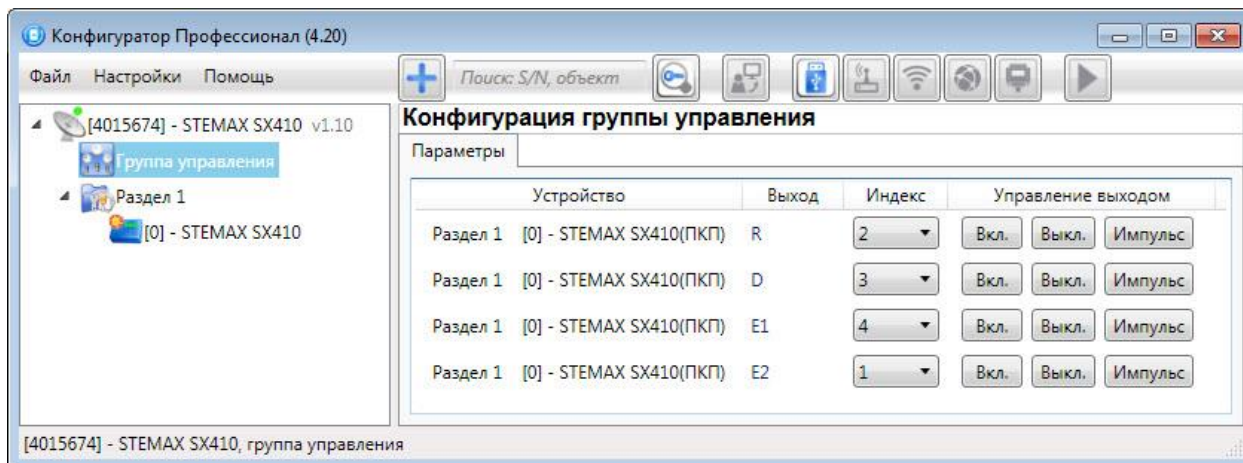 Конфигуратор Профессионал (4.20)
Файл Настройки Помощь
Поиск: S/N, объект
[4015674] - STEMAX SX410 v1.10
Группа управления
Раздел 1
[0] - STEMAX SX410
Конфигурация группы управления
Параметры
Устройство Выход Индекс Управление выходом
Раздел 1 [0] - STEMAX SX410(ПКП) R 2 Вкл. Выкл. Импульс
Раздел 1 [0] - STEMAX SX410(ПКП) D 3 Вкл. Выкл. Импульс
Раздел 1 [0] - STEMAX SX410(ПКП) E1 4 Вкл. Выкл. Импульс
Раздел 1 [0] - STEMAX SX410(ПКП) E2 1 Вкл. Выкл. Импульс
[4015674] - STEMAX SX410, группа управления